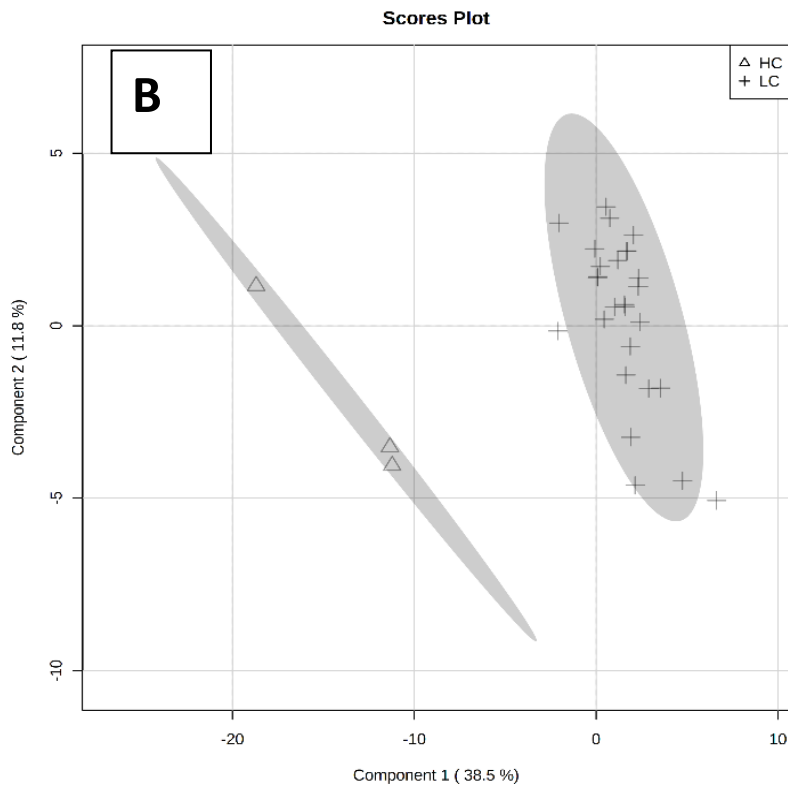 Scores Plot
B
△ HC
+ LC
5
0
-5
-10
Component 2 ( 11.8 %)
-20 -10 0 10
Component 1 ( 38.5 %)